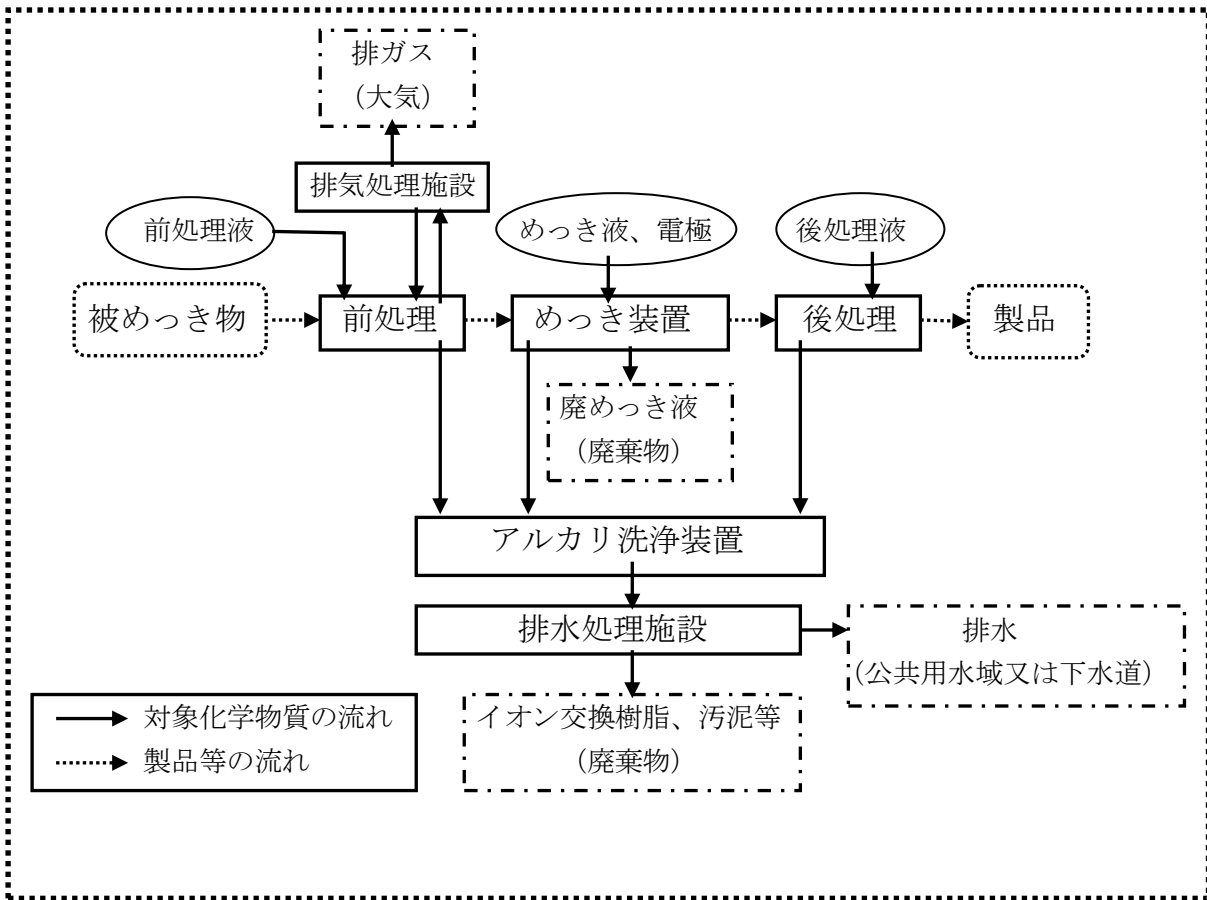 排ガス
（大気）
排気処理施設
前処理液
めっき液、電極
後処理液
被めっき物
前処理
めっき装置
後処理
製品
廃めっき液
（廃棄物）
アルカリ洗浄装置
排水処理施設
排水
（公共用水域又は下水道）
イオン交換樹脂、汚泥等
（廃棄物）
対象化学物質の流れ
製品等の流れ